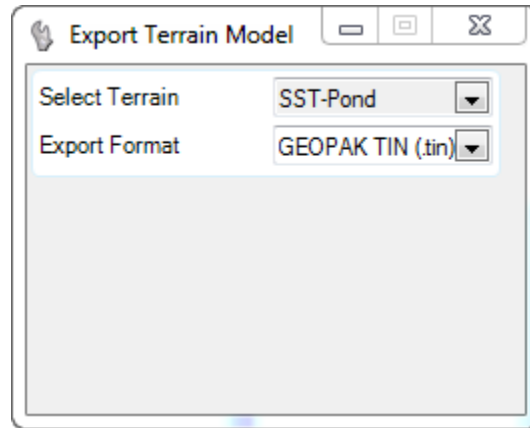 Export Terrain Model
Select Terrain SST-Pond
Export Format GEOPAK TIN (.tin)